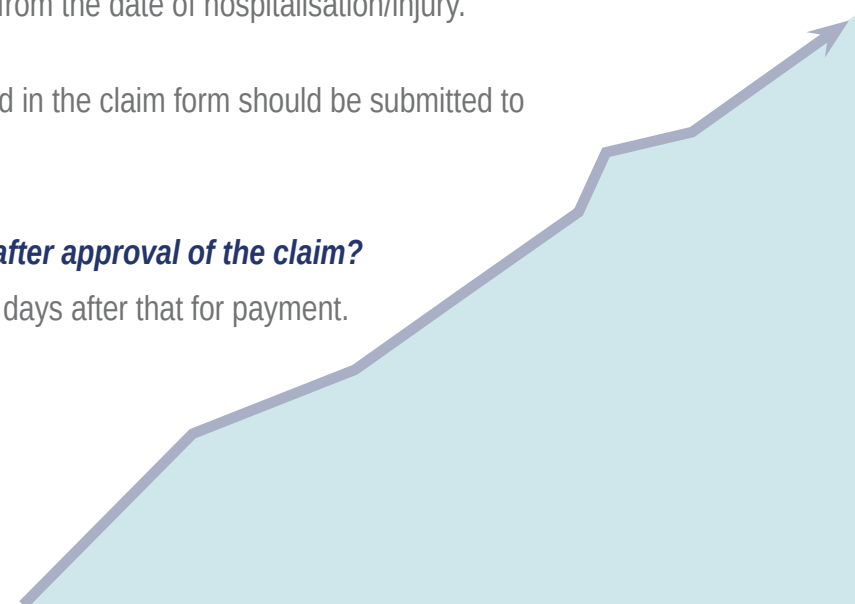 from the date of hospitalisation/injury.
d in the claim form should be submitted to
after approval of the claim?
days after that for payment.